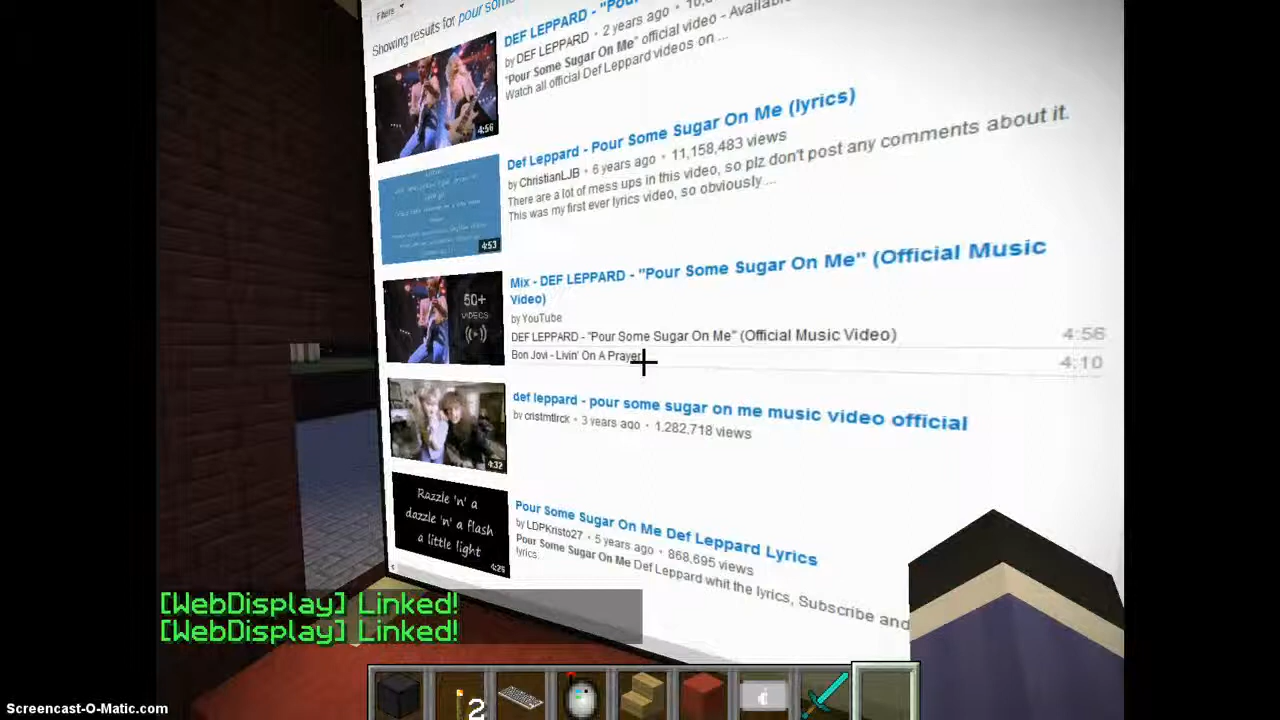 Filters
Showing results for pour
DEF LEPPARD -
by DEF LEPPARD • 2 years ago •
"Pour Some Sugar On Me" official video - Available
Watch all official Def Leppard videos on ...
4:56
Def Leppard - Pour Some Sugar On Me (lyrics)
by ChristianLJB • 6 years ago • 11,158,483 views
There are a lot of mess ups in this video, so plz don't post any comments about it.
This was my first ever lyrics video, so obviously ...
4:53
Mix - DEF LEPPARD - "Pour Some Sugar On Me" (Official Music
Video)
by YouTube
50+
VIDEOS
DEF LEPPARD - "Pour Some Sugar On Me" (Official Music Video) 4:56
Bon Jovi - Livin' On A Prayer 4:10
def leppard - pour some sugar on me music video official
by cristmtlrck • 3 years ago • 1,282,718 views
4:32
Razzle 'n' a
dazzle 'n' a flash
a little light
4:26
Pour Some Sugar On Me Def Leppard Lyrics
by LDPKristo27 • 5 years ago • 868,695 views
Pour Some Sugar On Me Def Leppard whit the lyrics, Subscribe and
lyrics:
[WebDisplay] Linked!
[WebDisplay] Linked!
2
Screencast-O-Matic.com